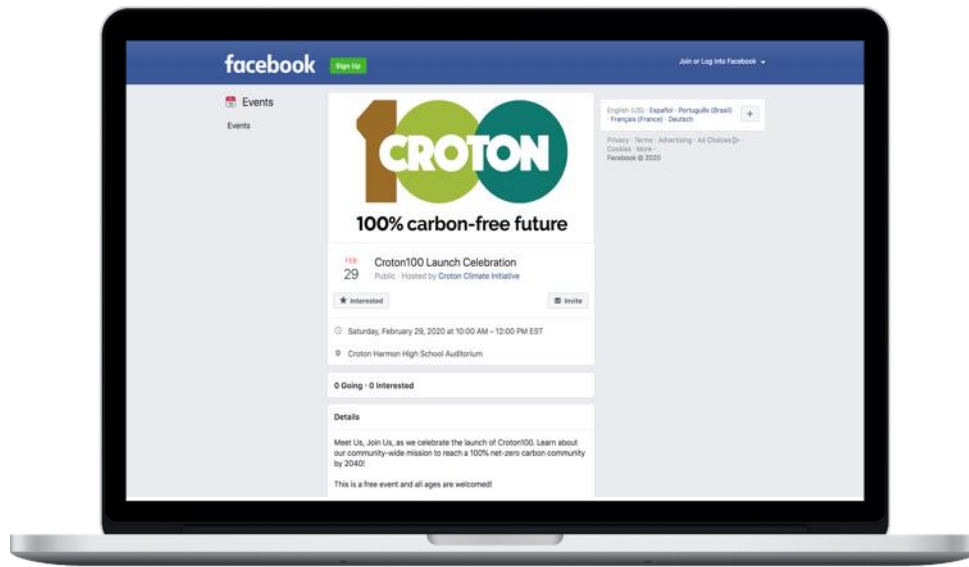 facebook
Sign Up
Join or Log Into Facebook
Events
Events
100
CROTON
100% carbon-free future
FEB
29
Croton100 Launch Celebration
Public · Hosted by Croton Climate Initiative
Interested
Invite
Saturday, February 29, 2020 at 10:00 AM – 12:00 PM EST
Croton Harmon High School Auditorium
0 Going · 0 Interested
Details
Meet Us, Join Us, as we celebrate the launch of Croton100. Learn about
our community-wide mission to reach a 100% net-zero carbon community
by 2040!
This is a free event and all ages are welcomed!
English (US) · Español · Português (Brasil)
· Français (France) · Deutsch
Privacy · Terms · Advertising · Ad Choices
Cookies · More ·
Facebook © 2020